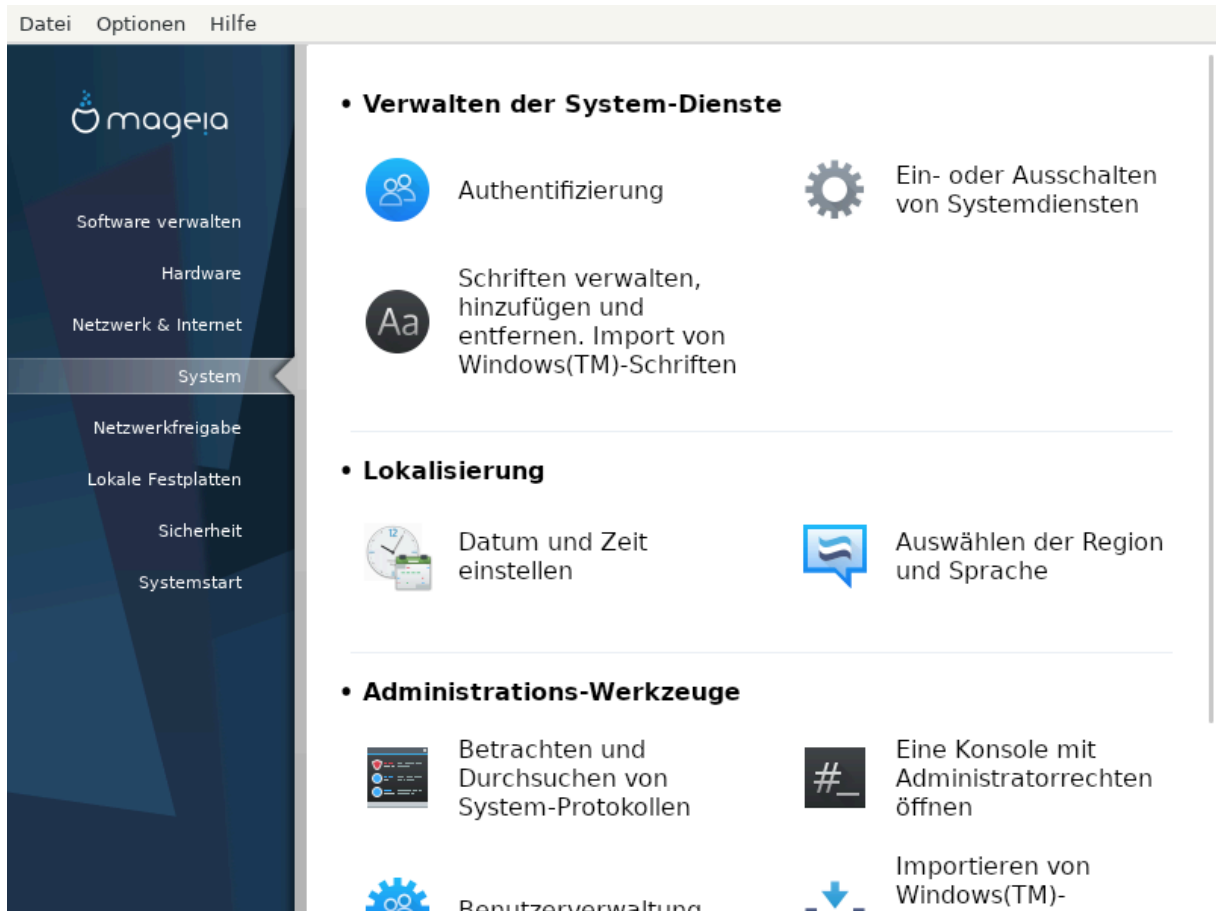 Datei Optionen Hilfe
mageia
Software verwalten
Hardware
Netzwerk & Internet
System
Netzwerkfreigabe
Lokale Festplatten
Sicherheit
Systemstart
• Verwalten der System-Dienste
Authentifizierung
Ein- oder Ausschalten
von Systemdiensten
Aa
Schriften verwalten,
hinzufügen und
entfernen. Import von
Windows(TM)-Schriften
• Lokalisierung
12
Datum und Zeit
einstellen
Auswählen der Region
und Sprache
• Administrations-Werkzeuge
Betrachten und
Durchsuchen von
System-Protokollen
#_
Eine Konsole mit
Administratorrechten
öffnen
Benutzerverwaltung
Importieren von
Windows(TM)-